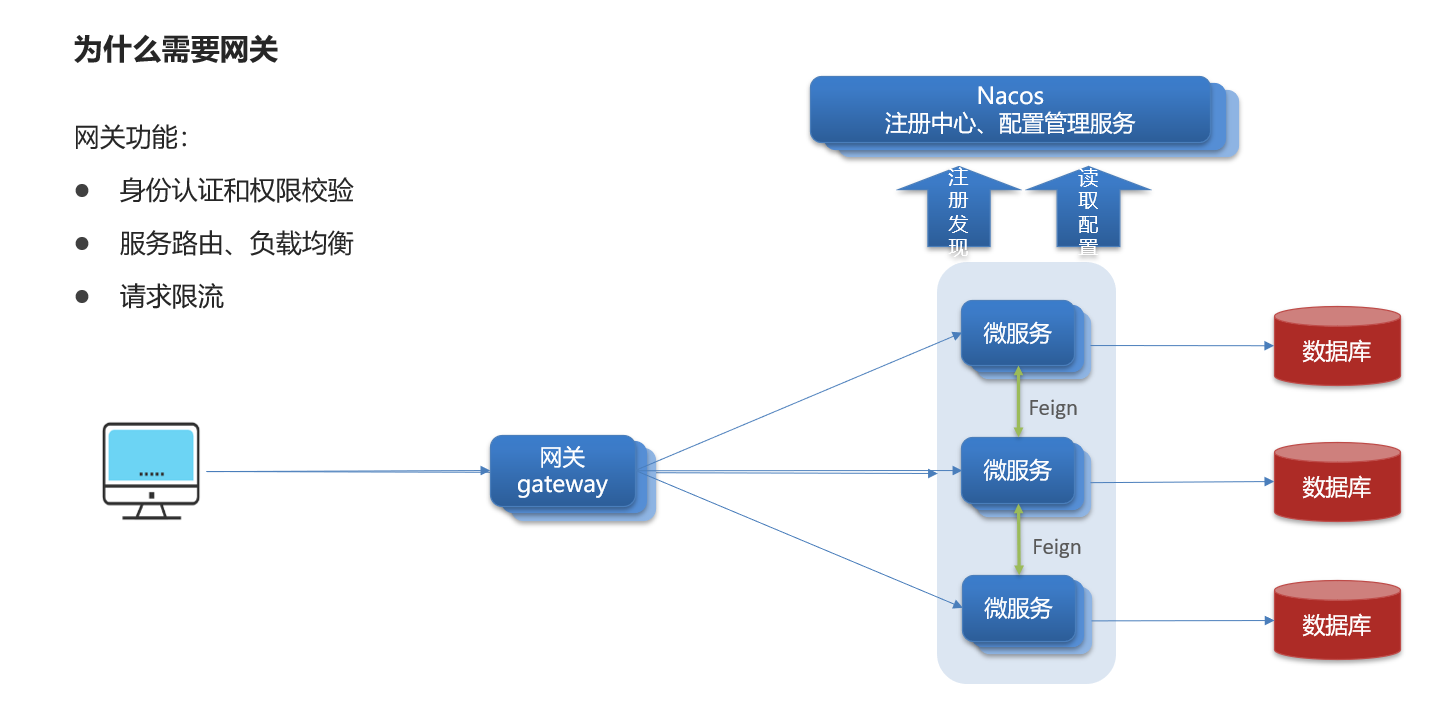 为什么需要网关
网关功能：
● 身份认证和权限校验
● 服务路由、负载均衡
● 请求限流
Nacos
注册中心、配置管理服务
注册发现
读取配置
微服务
数据库
Feign
网关
gateway
微服务
数据库
Feign
微服务
数据库